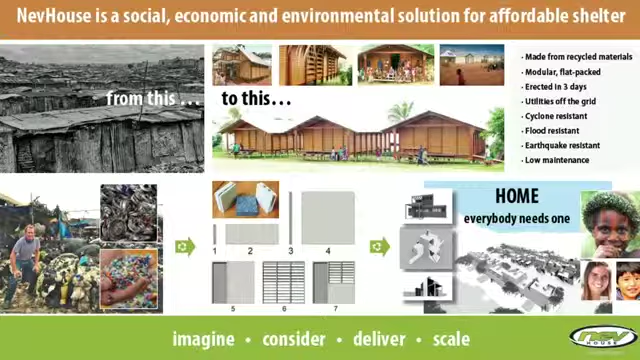 NevHouse is a social, economic and environmental solution for affordable shelter
from this ...
to this...
· Made from recycled materials
· Modular, flat-packed
· Erected in 3 days
· Utilities off the grid
· Cyclone resistant
· Flood resistant
· Earthquake resistant
· Low maintenance
HOME
everybody needs one
1 2 3 4
5 6 7
imagine • consider • deliver • scale
nev
HOUSE